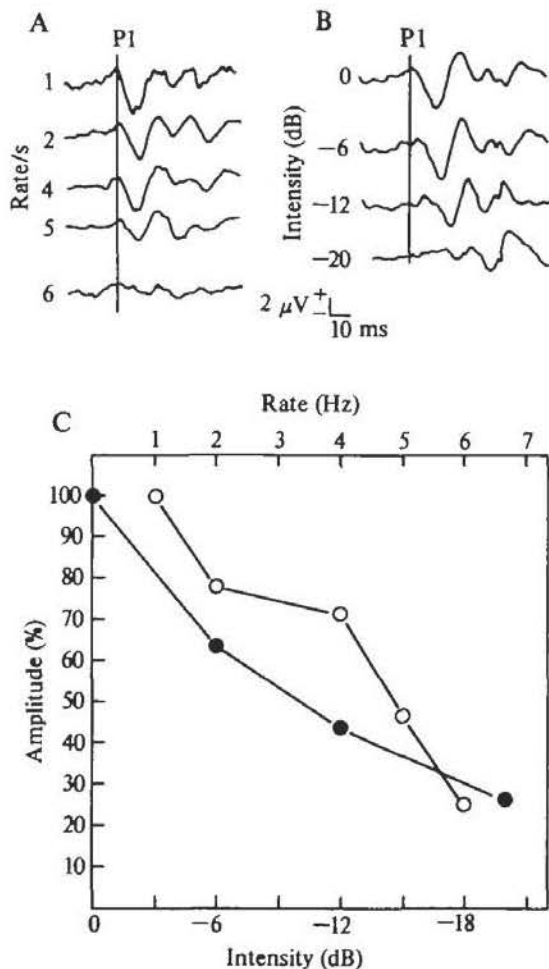 A
P1
Rate/s
1
2
4
5
6
B
P1
Intensity (dB)
0
−6
−12
−20
2 μV
+
−
10 ms
C
Rate (Hz)
1 2 3 4 5 6 7
Amplitude (%)
100
90
80
70
60
50
40
30
20
10
0 −6 −12 −18
Intensity (dB)